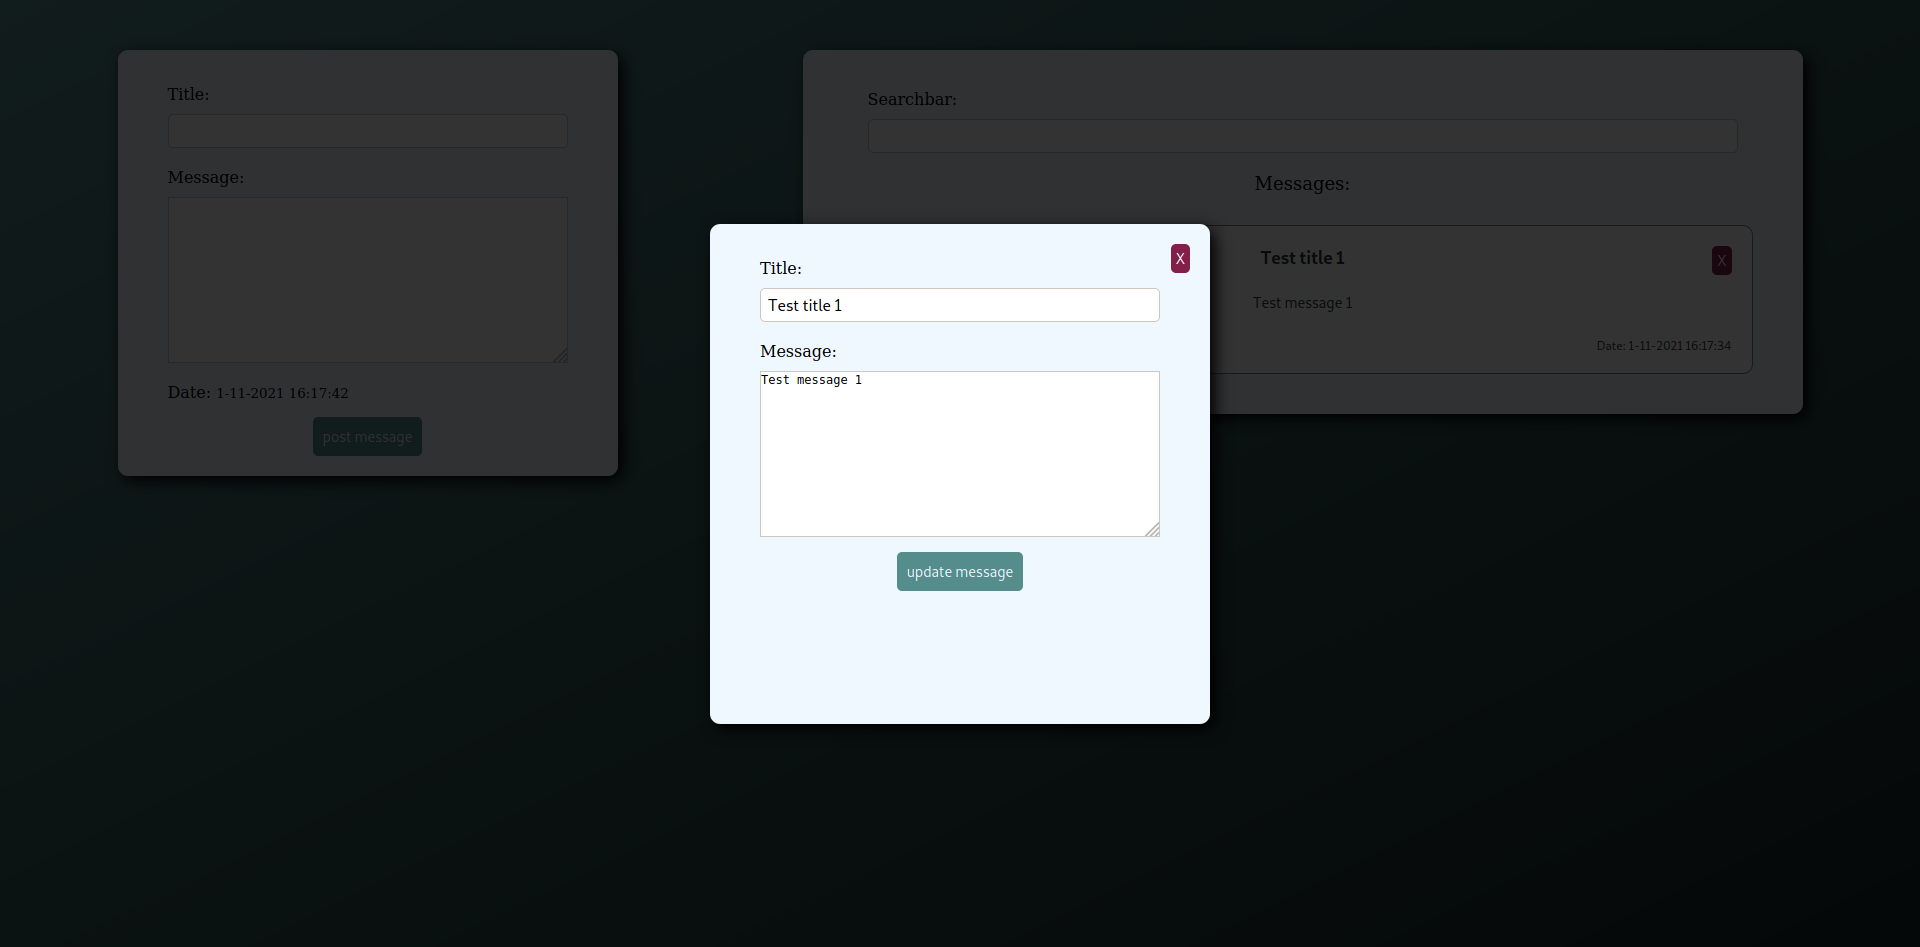 Title:
Message:
Date: 1-11-2021 16:17:42
post message
Searchbar:
Messages:
Test title 1
X
Test message 1
Date: 1-11-2021 16:17:34
X
Title:
Test title 1
Message:
Test message 1
update message